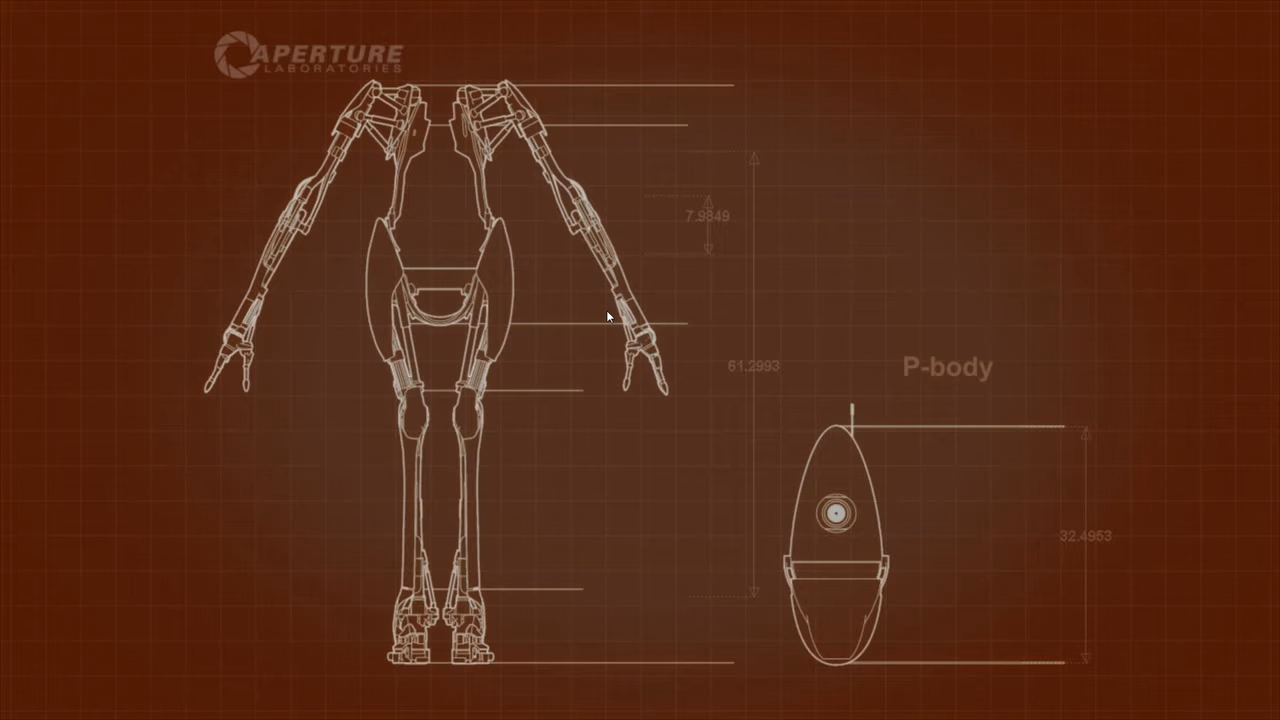 APERTURE
LABORATORIES
7.9849
61.2993
P-body
32.4953